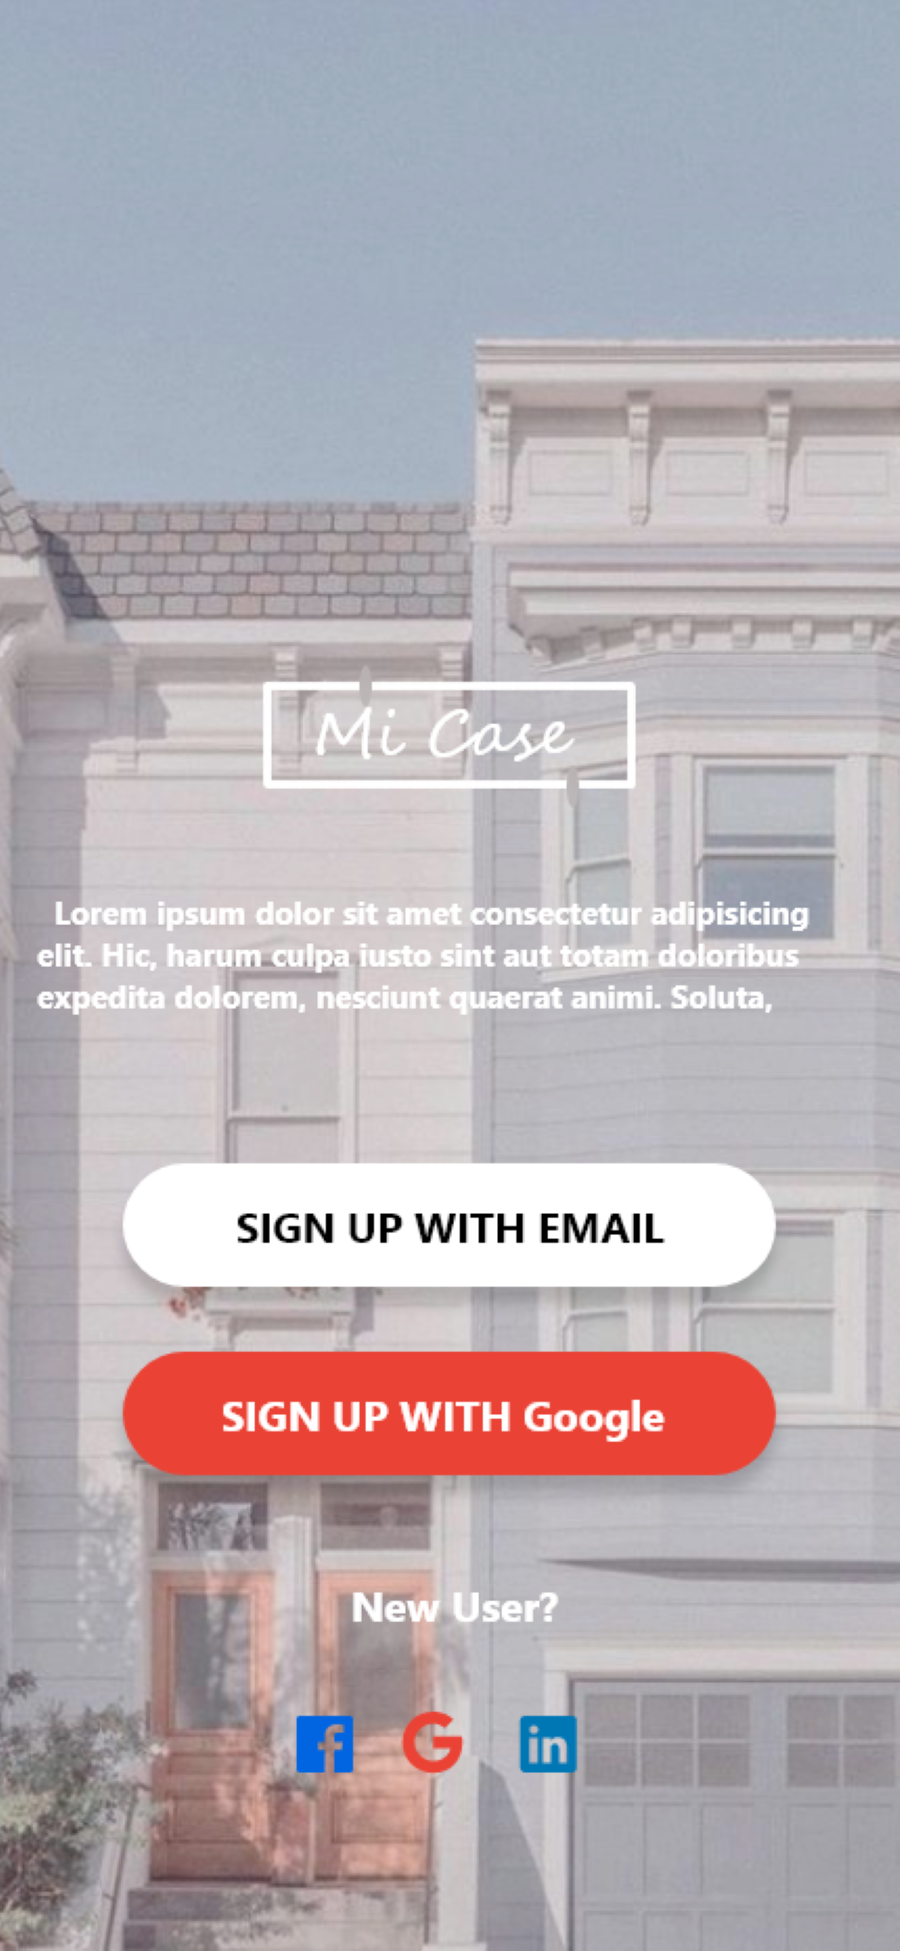 Mi Case
Lorem ipsum dolor sit amet consectetur adipisicing
elit. Hic, harum culpa iusto sint aut totam doloribus
expedita dolorem, nesciunt quaerat animi. Soluta,
SIGN UP WITH EMAIL
SIGN UP WITH Google
New User?
f G in